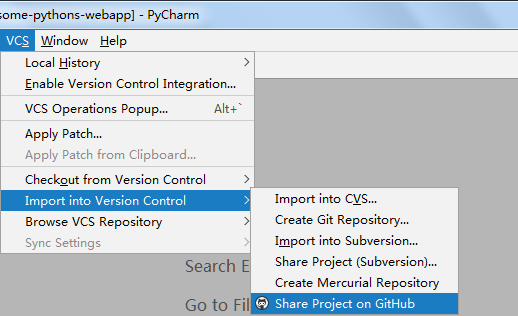 some-pythons-webapp] - PyCharm
VCS Window Help
Local History
Enable Version Control Integration...
VCS Operations Popup... Alt+`
Apply Patch...
Apply Patch from Clipboard...
Checkout from Version Control
Import into Version Control
Browse VCS Repository
Sync Settings
Import into CVS...
Create Git Repository...
Import into Subversion...
Share Project (Subversion)...
Create Mercurial Repository
Share Project on GitHub
Search E
Go to Fil